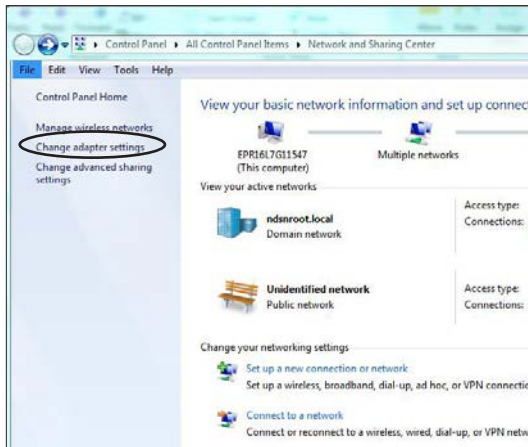 Control Panel ▸ All Control Panel Items ▸ Network and Sharing Center
File Edit View Tools Help
Control Panel Home
Manage wireless networks
Change adapter settings
Change advanced sharing
settings
View your basic network information and set up connec
EPR16L7G11547
(This computer)
Multiple networks
View your active networks
ndsnroot.local
Domain network
Access type:
Connections:
Unidentified network
Public network
Access type:
Connections:
Change your networking settings
Set up a new connection or network
Set up a wireless, broadband, dial-up, ad hoc, or VPN connectio
Connect to a network
Connect or reconnect to a wireless, wired, dial-up, or VPN netw